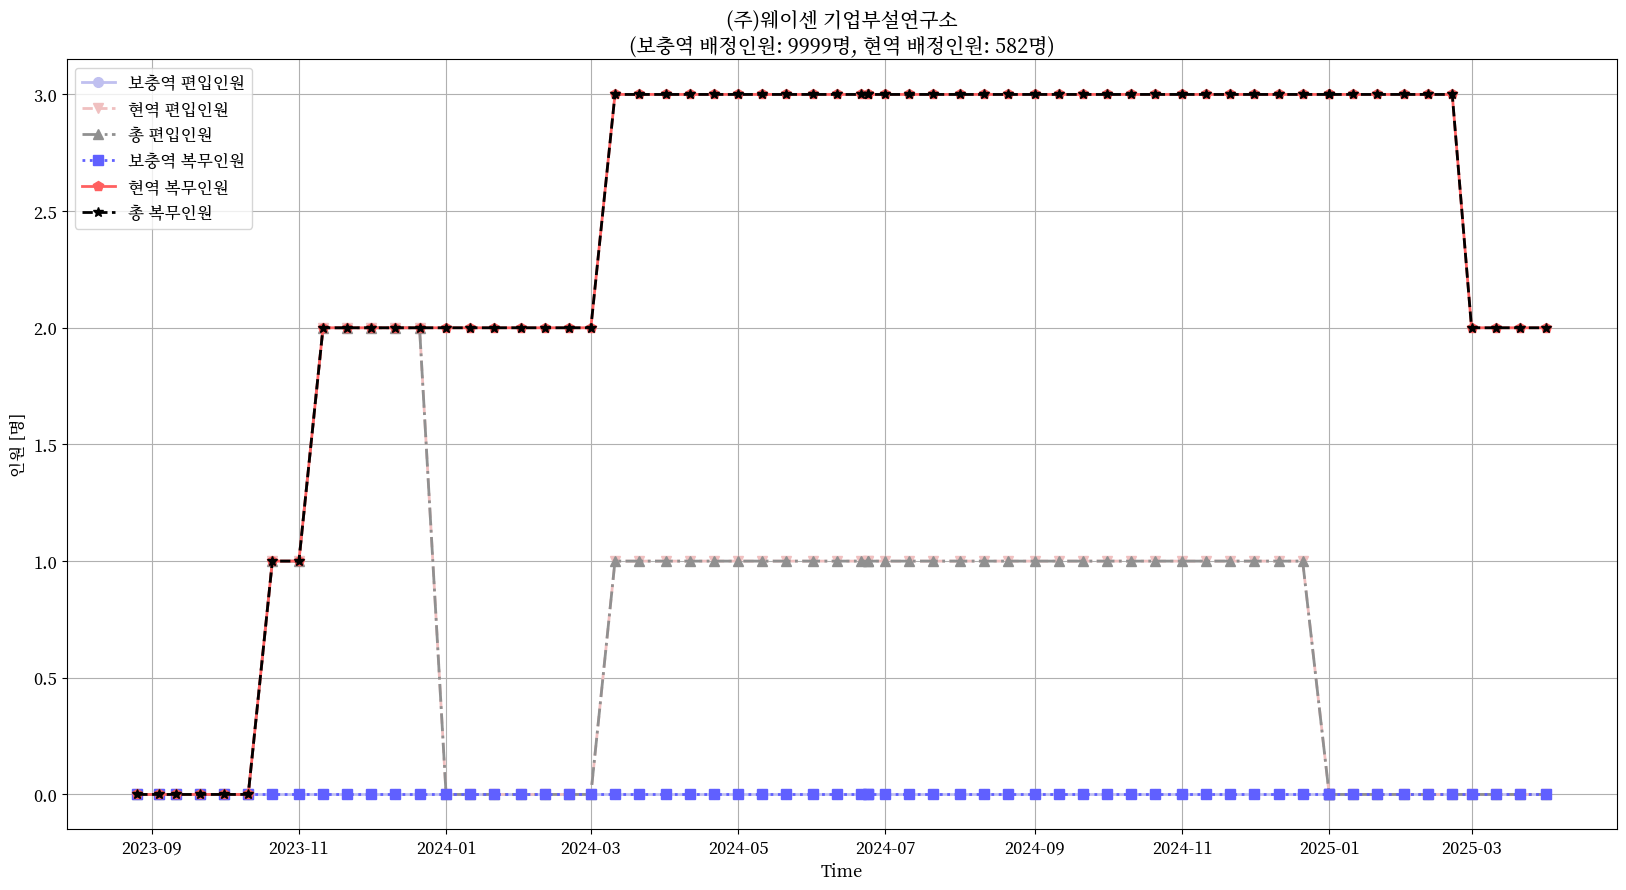 (주)웨이센 기업부설연구소
(보충역 배정인원: 9999명, 현역 배정인원: 582명)
보충역 편입인원
현역 편입인원
총 편입인원
보충역 복무인원
현역 복무인원
총 복무인원
인원 [명]
3.0
2.5
2.0
1.5
1.0
0.5
0.0
2023-09 2023-11 2024-01 2024-03 2024-05 2024-07 2024-09 2024-11 2025-01 2025-03
Time